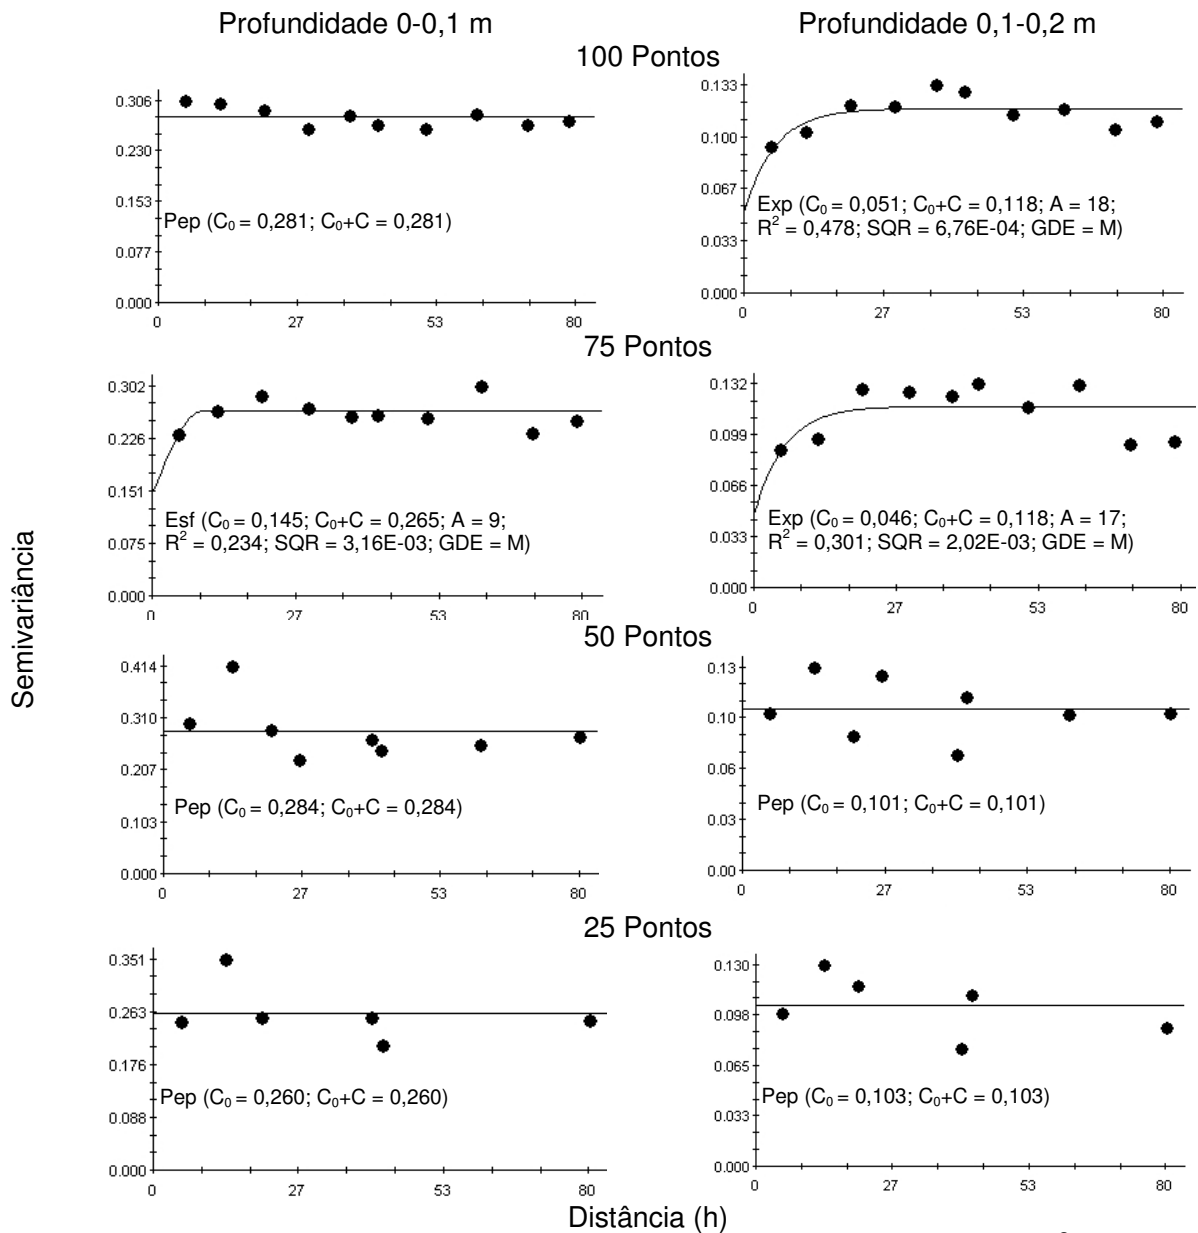 Profundidade 0-0,1 m
Profundidade 0,1-0,2 m
100 Pontos
0.306
0.230
0.153
0.077
0.000
0 27 53 80
Pep (C₀ = 0,281; C₀+C = 0,281)
0.133
0.100
0.067
0.033
0.000
0 27 53 80
Exp (C₀ = 0,051; C₀+C = 0,118; A = 18;
R² = 0,478; SQR = 6,76E-04; GDE = M)
75 Pontos
0.302
0.226
0.151
0.075
0.000
0 27 53 80
Esf (C₀ = 0,145; C₀+C = 0,265; A = 9;
R² = 0,234; SQR = 3,16E-03; GDE = M)
0.132
0.099
0.066
0.033
0.000
0 27 53 80
Exp (C₀ = 0,046; C₀+C = 0,118; A = 17;
R² = 0,301; SQR = 2,02E-03; GDE = M)
50 Pontos
0.414
0.310
0.207
0.103
0.000
0 27 53 80
Pep (C₀ = 0,284; C₀+C = 0,284)
0.13
0.10
0.06
0.03
0.00
0 27 53 80
Pep (C₀ = 0,101; C₀+C = 0,101)
25 Pontos
0.351
0.263
0.176
0.088
0.000
0 27 53 80
Pep (C₀ = 0,260; C₀+C = 0,260)
0.130
0.098
0.065
0.033
0.000
0 27 53 80
Pep (C₀ = 0,103; C₀+C = 0,103)
Semivariância
Distância (h)